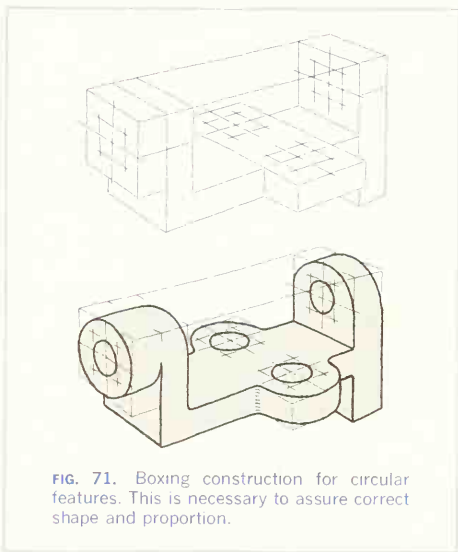 FIG. 71. Boxing construction for circular
features. This is necessary to assure correct
shape and proportion.